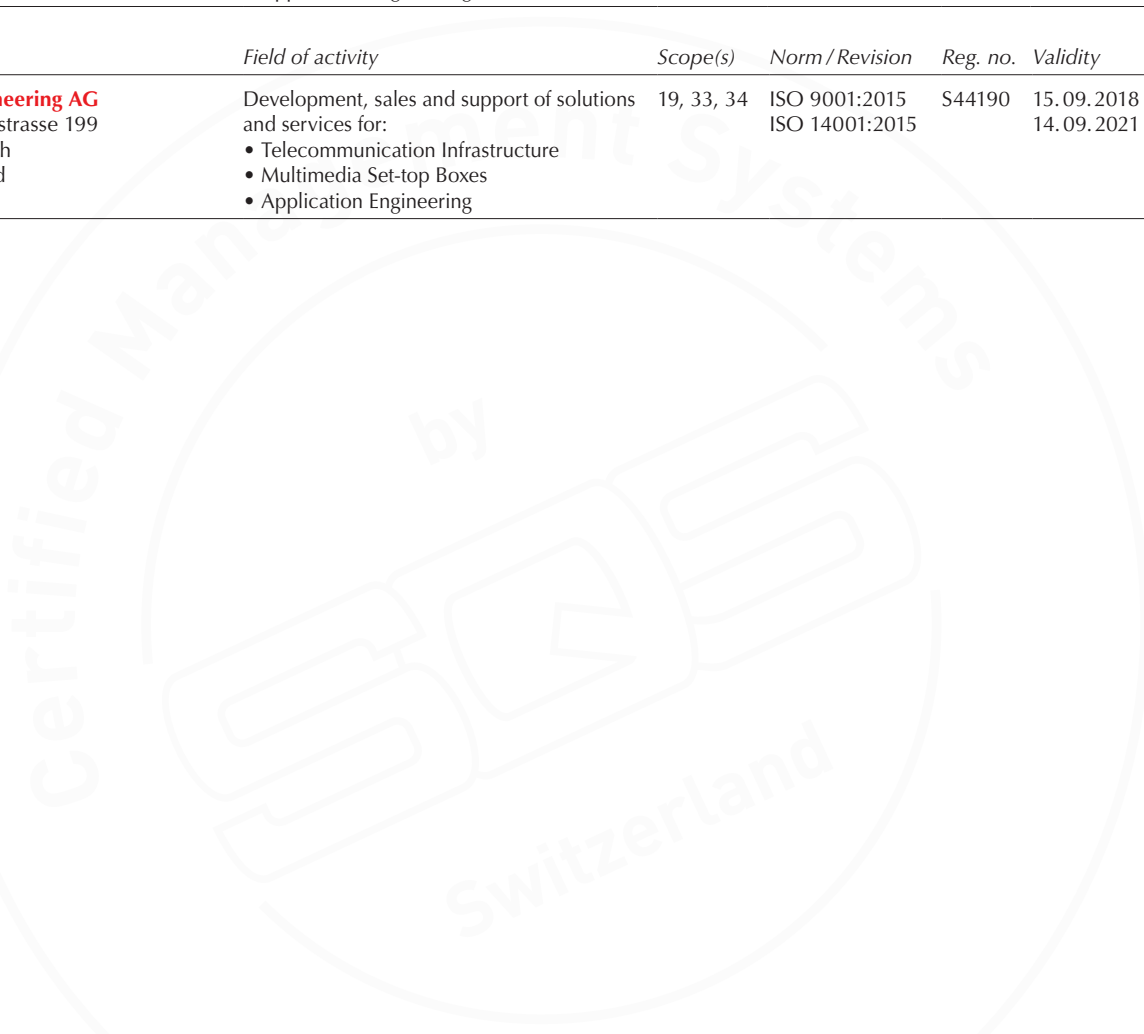 Field of activity Scope(s) Norm / Revision Reg. no. Validity
neering AG Development, sales and support of solutions 19, 33, 34 ISO 9001:2015 S44190 15.09.2018
strasse 199 and services for: ISO 14001:2015 14.09.2021
h • Telecommunication Infrastructure
d • Multimedia Set-top Boxes
• Application Engineering
Certified Management Systems
by
SQS
Switzerland